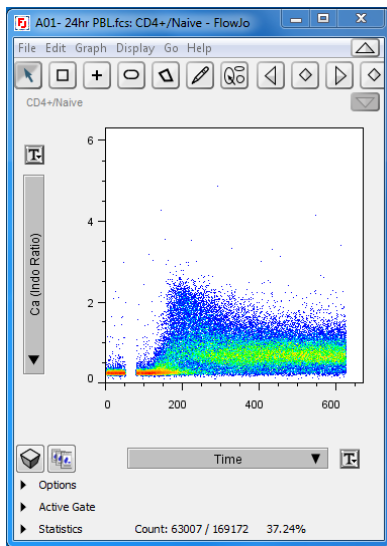 A01- 24hr PBL.fcs: CD4+/Naive - FlowJo
File Edit Graph Display Go Help
CD4+/Naive
T
6
4
2
0
Ca (Indo Ratio)
0 200 400 600
Time T
Options
Active Gate
Statistics Count: 63007 / 169172 37.24%